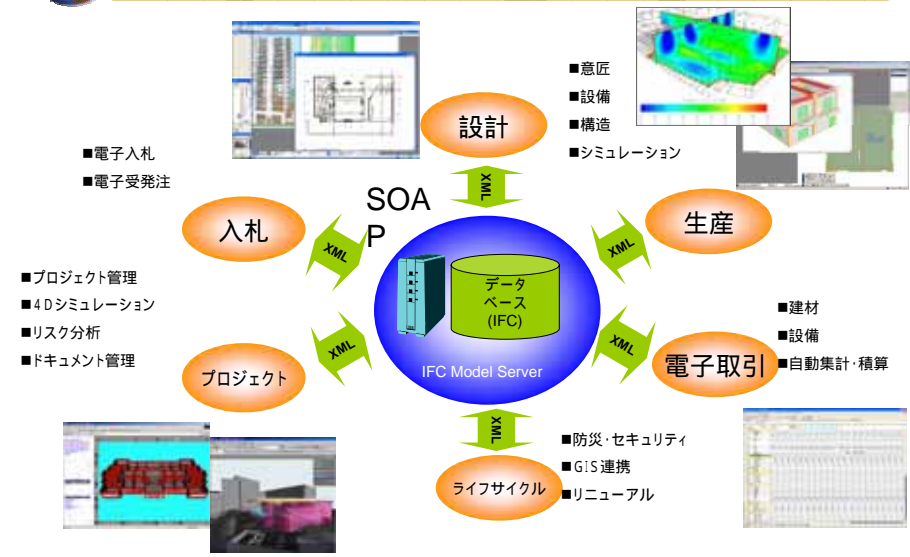 設計
■意匠
■設備
■構造
■シミュレーション
■電子入札
■電子受発注
入札
SOA
P
XML
XML
XML
生産
データ
ベース
(IFC)
IFC Model Server
■プロジェクト管理
■4Dシミュレーション
■リスク分析
■ドキュメント管理
プロジェクト
XML
XML
電子取引
■建材
■設備
■自動集計・積算
XML
ライフサイクル
■防災・セキュリティ
■GIS連携
■リニューアル